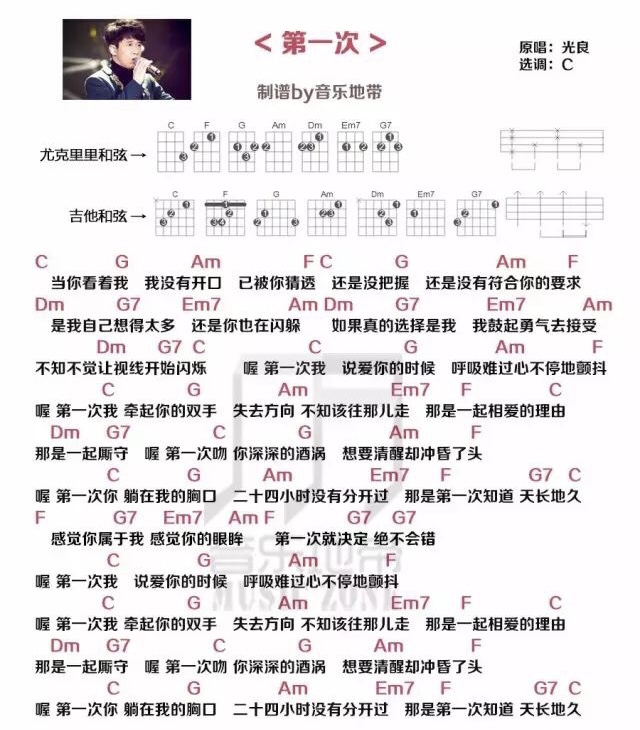 < 第一次 >
原唱：光良
选调：C
制谱by音乐地带
C F G Am Dm Em7 G7
尤克里里和弦→
C F G Am Dm Em7 G7
吉他和弦→
C G Am F C G Am F
当你看着我 我没有开口 已被你猜透 还是没把握 还是没有符合你的要求
Dm G7 Em7 Am Dm G7 Em7 Am
是我自己想得太多 还是你也在闪躲 如果真的选择是我 我鼓起勇气去接受
Dm G7 C C G Am F
不知不觉让视线开始闪烁 喔 第一次我 说爱你的时候 呼吸难过心不停地颤抖
C G Am Em7 F C
喔 第一次我 牵起你的双手 失去方向 不知该往那儿走 那是一起相爱的理由
Dm G7 C G Am F
那是一起厮守 喔 第一次吻 你深深的酒涡 想要清醒却冲昏了头
C G Am Em7 F G7 C
喔 第一次你 躺在我的胸口 二十四小时没有分开过 那是第一次知道 天长地久
F G7 Em7 Am F G7 G7
感觉你属于我 感觉你的眼眸 第一次就决定 绝不会错
C G Am F
喔 第一次我 说爱你的时候 呼吸难过心不停地颤抖
C G Am Em7 F C
喔 第一次我 牵起你的双手 失去方向 不知该往那儿走 那是一起相爱的理由
Dm G7 C G Am F
那是一起厮守 喔 第一次吻 你深深的酒涡 想要清醒却冲昏了头
C G Am Em7 F G7 C
喔 第一次你 躺在我的胸口 二十四小时没有分开过 那是第一次知道 天长地久
音乐地带
MUSIC ZONE